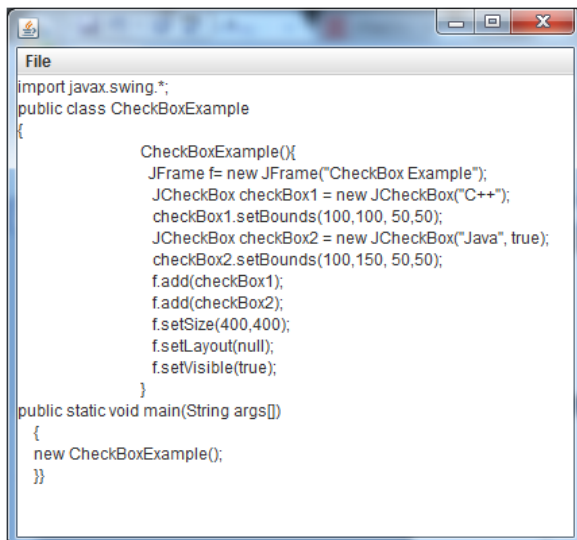 File
import javax.swing.*;
public class CheckBoxExample
{
CheckBoxExample(){
JFrame f= new JFrame("CheckBox Example");
JCheckBox checkBox1 = new JCheckBox("C++");
checkBox1.setBounds(100,100, 50,50);
JCheckBox checkBox2 = new JCheckBox("Java", true);
checkBox2.setBounds(100,150, 50,50);
f.add(checkBox1);
f.add(checkBox2);
f.setSize(400,400);
f.setLayout(null);
f.setVisible(true);
}
public static void main(String args[])
{
new CheckBoxExample();
}}